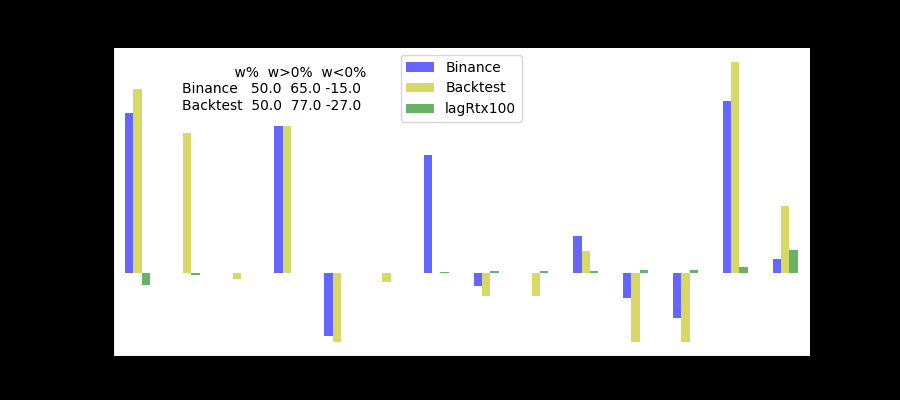 w%  w>0%  w<0%
Binance   50.0  65.0 -15.0
Backtest  50.0  77.0 -27.0
Binance
Backtest
lagRtx100